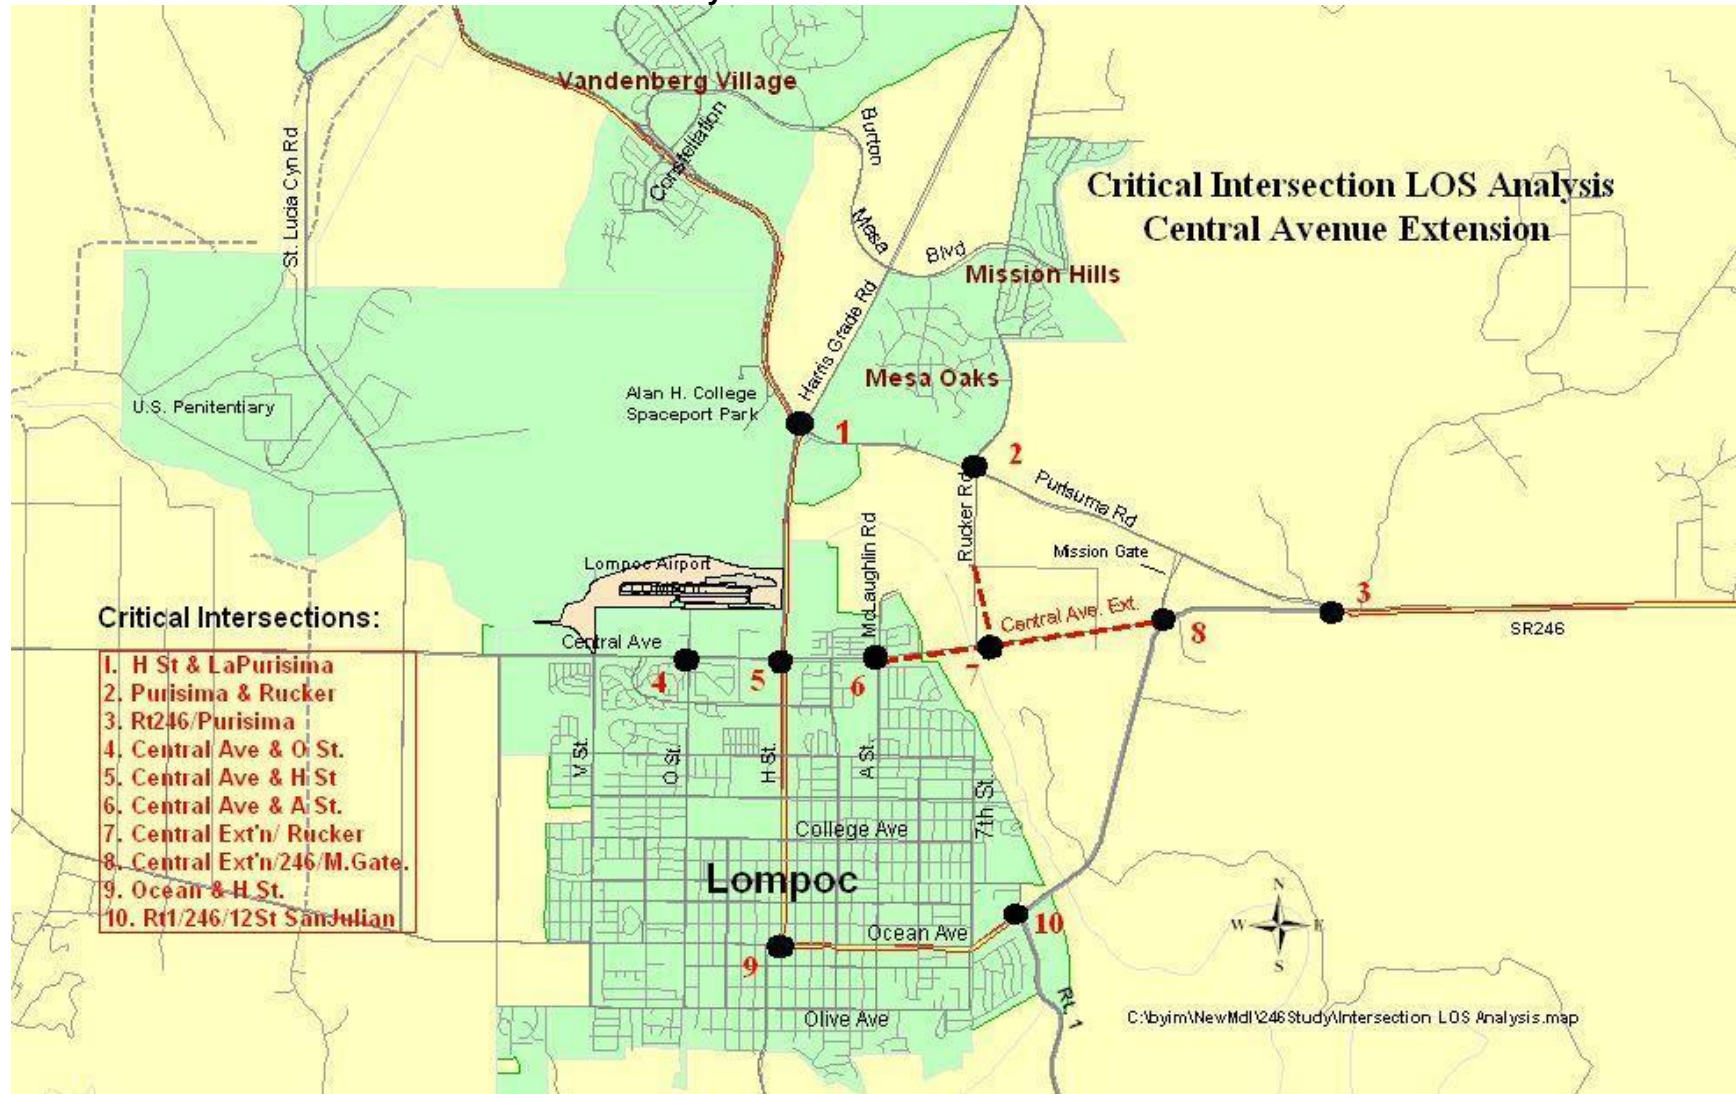 Vandenberg Village
Constellation
Burton
Mesa
Blvd
Critical Intersection LOS Analysis
Central Avenue Extension
St. Lucia Cyn Rd
Mission Hills
Harris Grade Rd
Mesa Oaks
Alan H. College
Spaceport Park
U.S. Penitentiary
1
2
Purisuma Rd
Rucker Rd
McLaughlin Rd
Mission Gate
Lompoc Airport
3
Central Ave. Ext.
8
SR246
Critical Intersections:
1. H St & LaPurisima
2. Purisima & Rucker
3. Rt246/Purisima
4. Central Ave & O St.
5. Central Ave & H St
6. Central Ave & A St.
7. Central Ext'n/ Rucker
8. Central Ext'n/246/M.Gate.
9. Ocean & H St.
10. Rt1/246/12St SanJulian
Central Ave
4
5
6
7
V St.
O St.
H St.
A St.
7th St.
College Ave
Lompoc
Ocean Ave
10
9
N
W
E
S
Rt. 1
Olive Ave
C:\byim\NewMdl\246Study\Intersection LOS Analysis.map